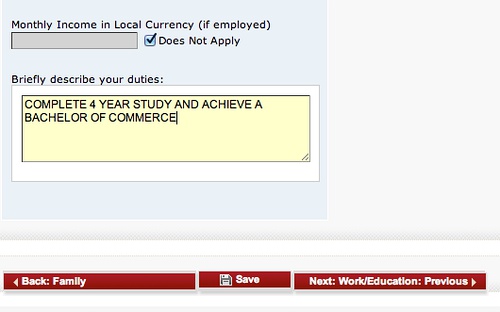 Monthly Income in Local Currency (if employed)
Does Not Apply
Briefly describe your duties:
COMPLETE 4 YEAR STUDY AND ACHIEVE A
BACHELOR OF COMMERCE
Back: Family
Save
Next: Work/Education: Previous